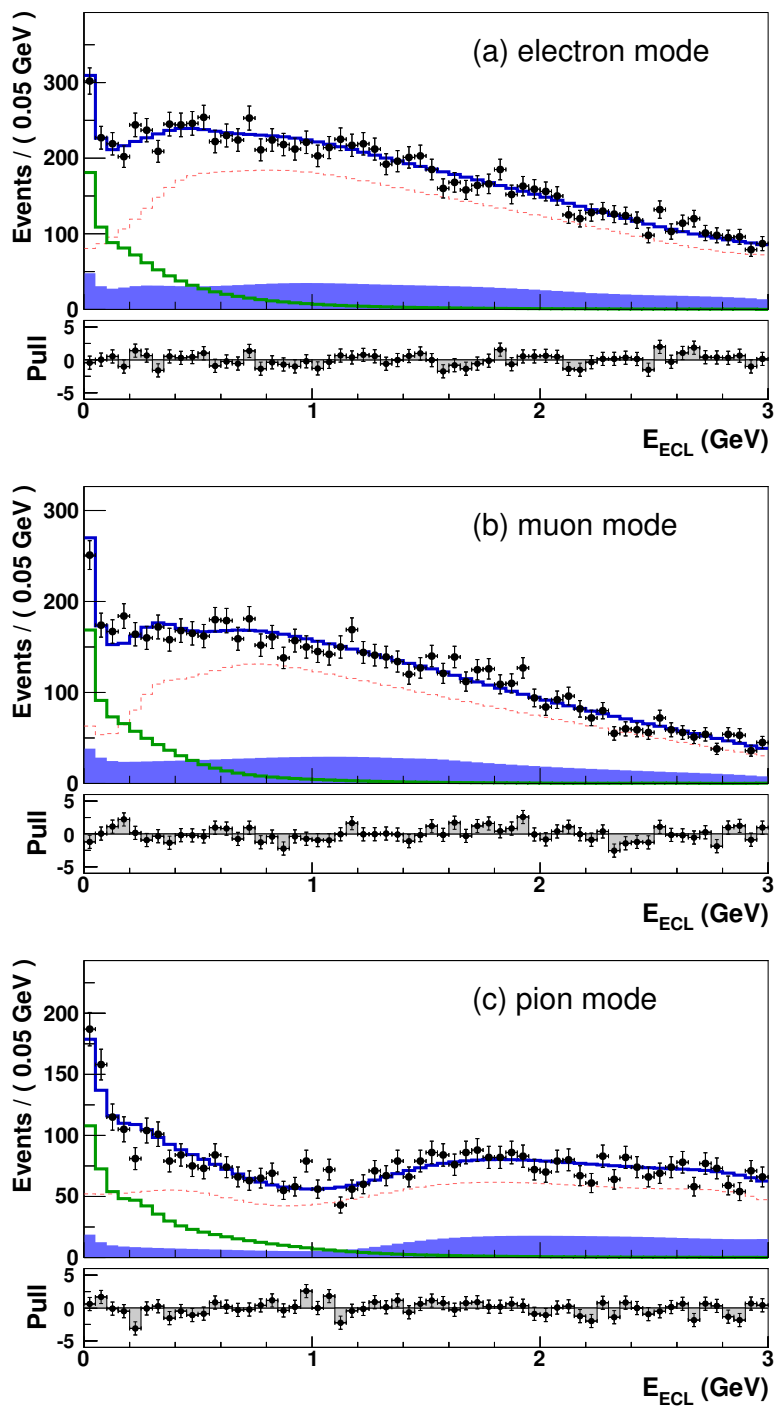 (a) electron mode
Events / ( 0.05 GeV )
300
200
100
0
Pull
5
0
-5
0 1 2 3
E_ECL (GeV)
(b) muon mode
Events / ( 0.05 GeV )
300
200
100
0
Pull
5
0
-5
0 1 2 3
E_ECL (GeV)
(c) pion mode
Events / ( 0.05 GeV )
200
150
100
50
0
Pull
5
0
-5
0 1 2 3
E_ECL (GeV)